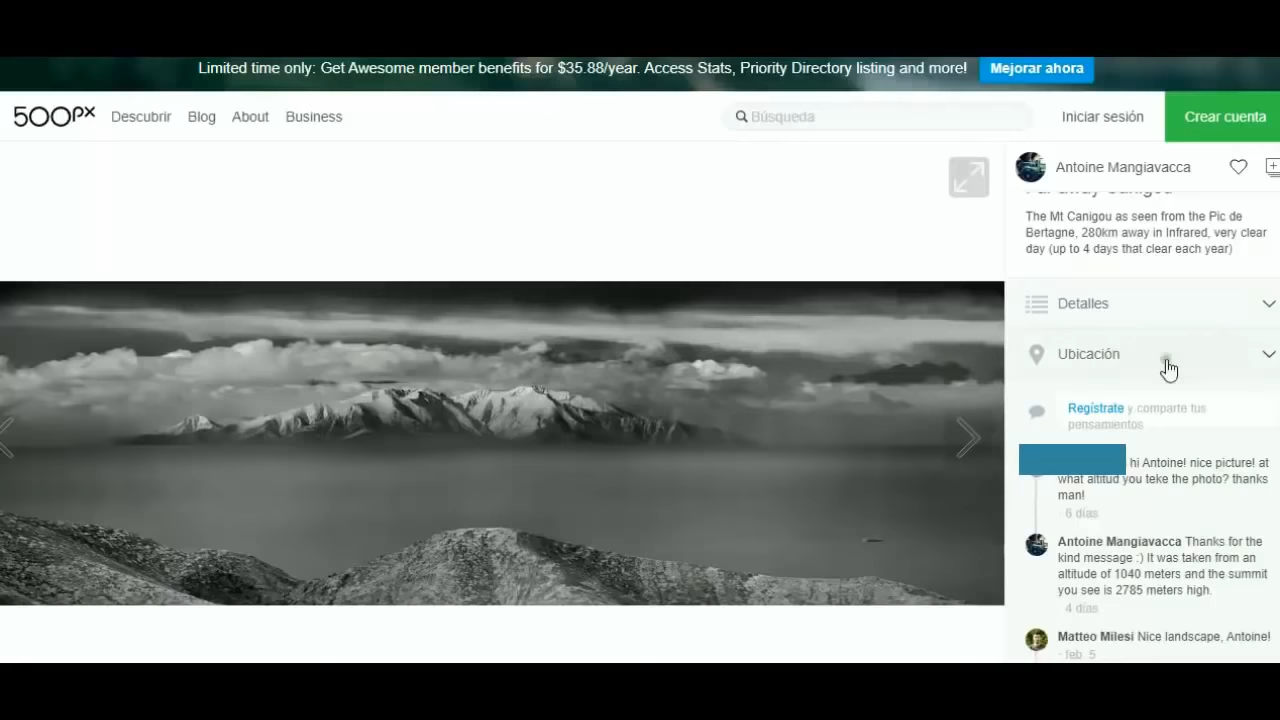 Limited time only: Get Awesome member benefits for $35.88/year. Access Stats, Priority Directory listing and more!
Mejorar ahora
500px
Descubrir
Blog
About
Business
Búsqueda
Iniciar sesión
Crear cuenta
Antoine Mangiavacca
The Mt Canigou as seen from the Pic de
Bertagne, 280km away in Infrared, very clear
day (up to 4 days that clear each year)
Detalles
Ubicación
Regístrate y comparte tus
pensamientos
hi Antoine! nice picture! at
what altitud you teke the photo? thanks
man!
· 6 días
Antoine Mangiavacca Thanks for the
kind message :) It was taken from an
altitude of 1040 meters and the summit
you see is 2785 meters high.
· 4 días
Matteo Milesi Nice landscape, Antoine!
· feb. 5